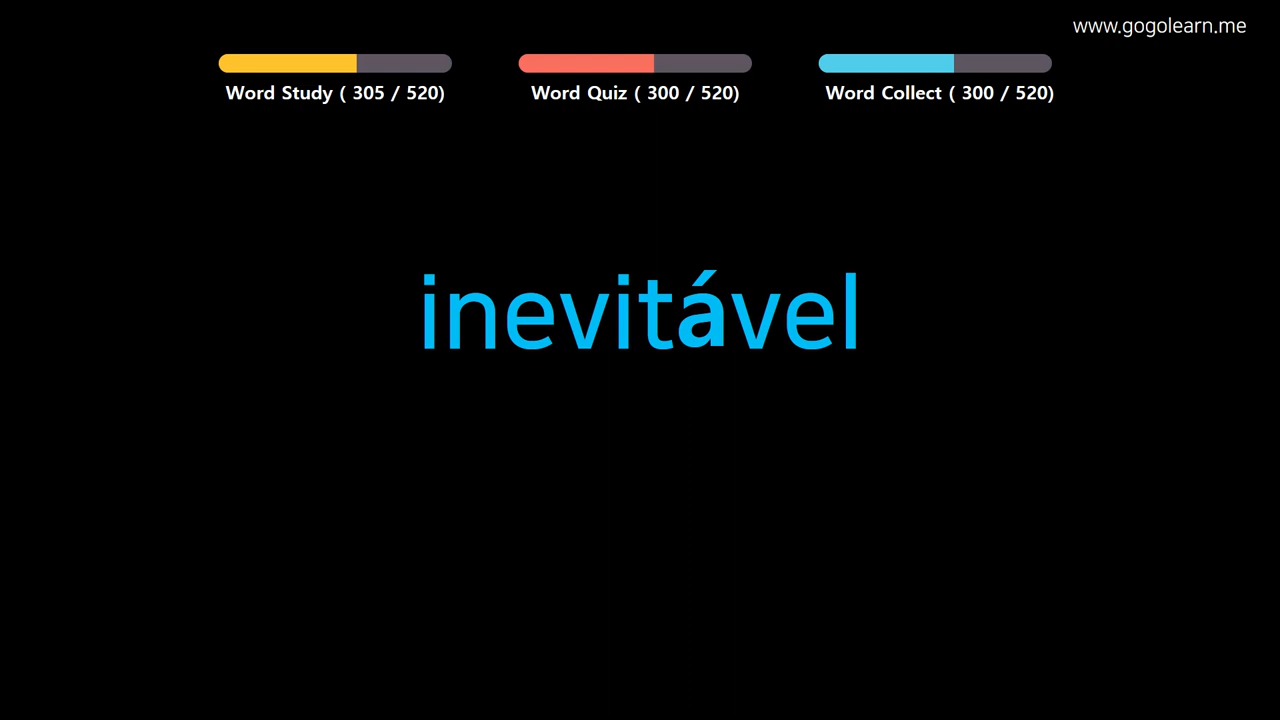 www.gogolearn.me
Word Study ( 305 / 520)
Word Quiz ( 300 / 520)
Word Collect ( 300 / 520)
inevitável